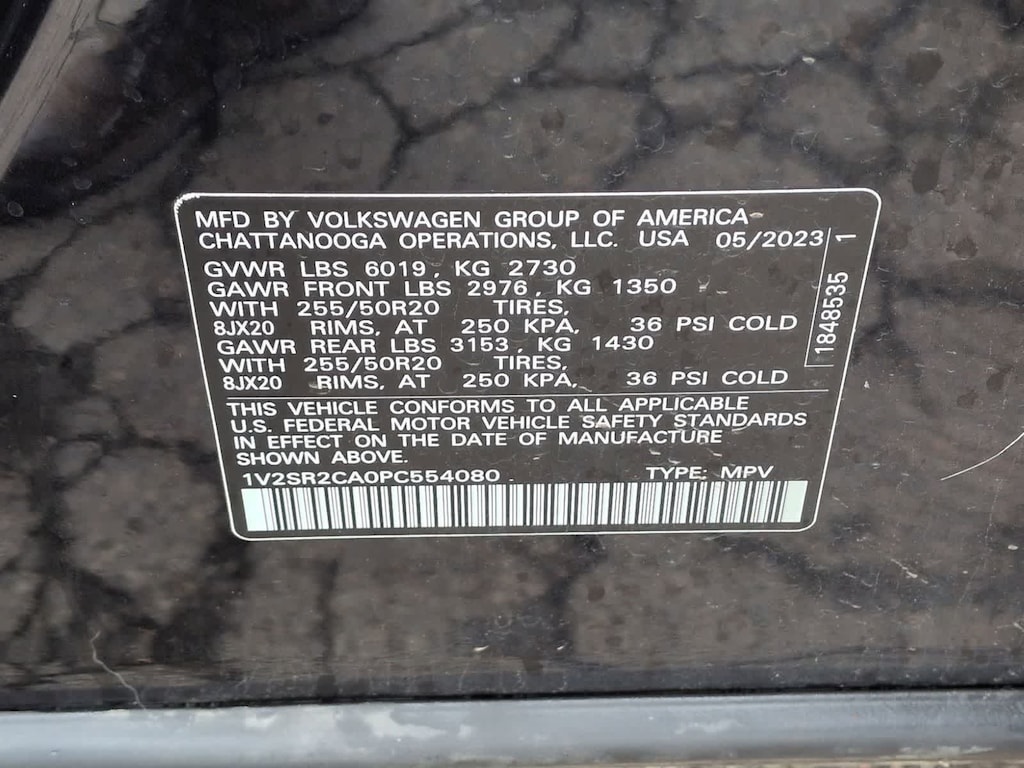 MFD BY VOLKSWAGEN GROUP OF AMERICA
CHATTANOOGA OPERATIONS, LLC. USA 05/2023 1
GVWR LBS 6019, KG 2730
GAWR FRONT LBS 2976, KG 1350
WITH 255/50R20 TIRES,
8JX20 RIMS, AT 250 KPA, 36 PSI COLD
GAWR REAR LBS 3153, KG 1430
WITH 255/50R20 TIRES,
8JX20 RIMS, AT 250 KPA, 36 PSI COLD
1848535
THIS VEHICLE CONFORMS TO ALL APPLICABLE
U.S. FEDERAL MOTOR VEHICLE SAFETY STANDARDS
IN EFFECT ON THE DATE OF MANUFACTURE
SHOWN ABOVE.
1V2SR2CA0PC554080 TYPE: MPV